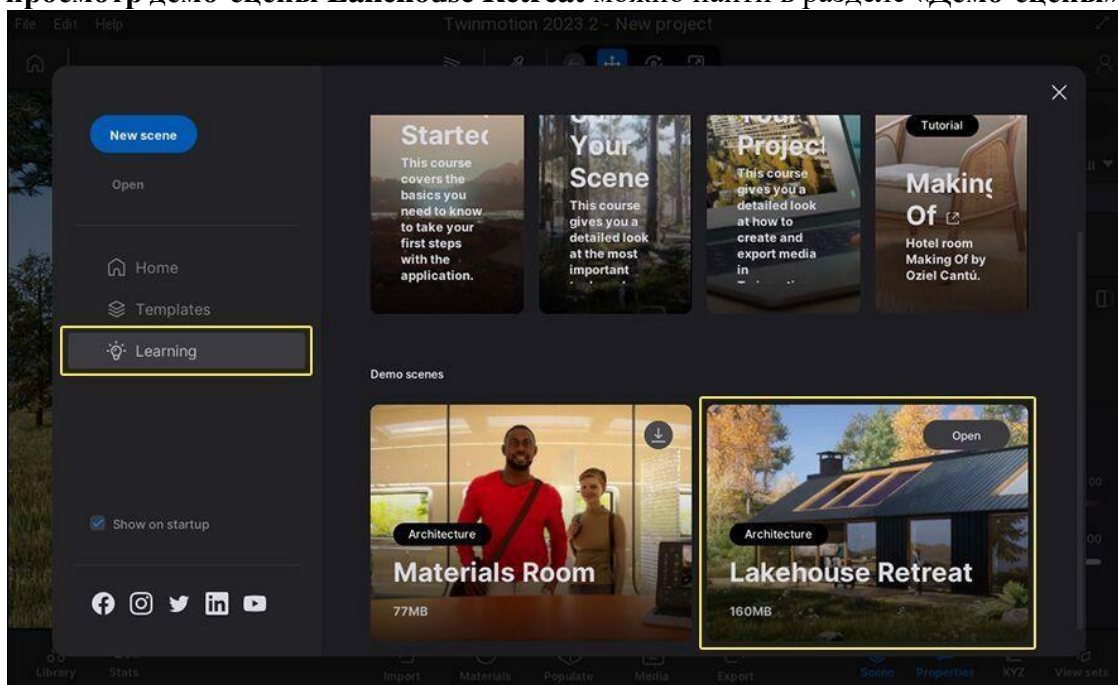 просмотр демо-сцены Lakehouse Retreat можно найти в разделе «Демо-сцены»
File Edit Help
Twinmotion 2023.2 - New project
New scene
Open
Home
Templates
Learning
Show on startup
This course
covers the
basics you
need to know
to take your
first steps
with the
application.
Your
Scene
This course
gives you a
detailed look
at the most
important
This course
gives you a
detailed look
at how to
create and
export media
in
Tutorial
Making
Of
Hotel room
Making Of by
Oziel Cantú.
Demo scenes
Architecture
Materials Room
77MB
Open
Architecture
Lakehouse Retreat
160MB
Library Stats Import Materials Populate Media Export Scene Properties XYZ View sets